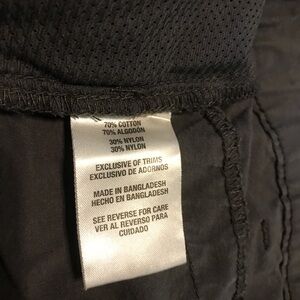 70% COTTON
70% ALGODÓN
30% NYLON
30% NYLON
EXCLUSIVE OF TRIMS
EXCLUSIVO DE ADORNOS
MADE IN BANGLADESH
HECHO EN BANGLADESH
SEE REVERSE FOR CARE
VER AL REVERSO PARA
CUIDADO